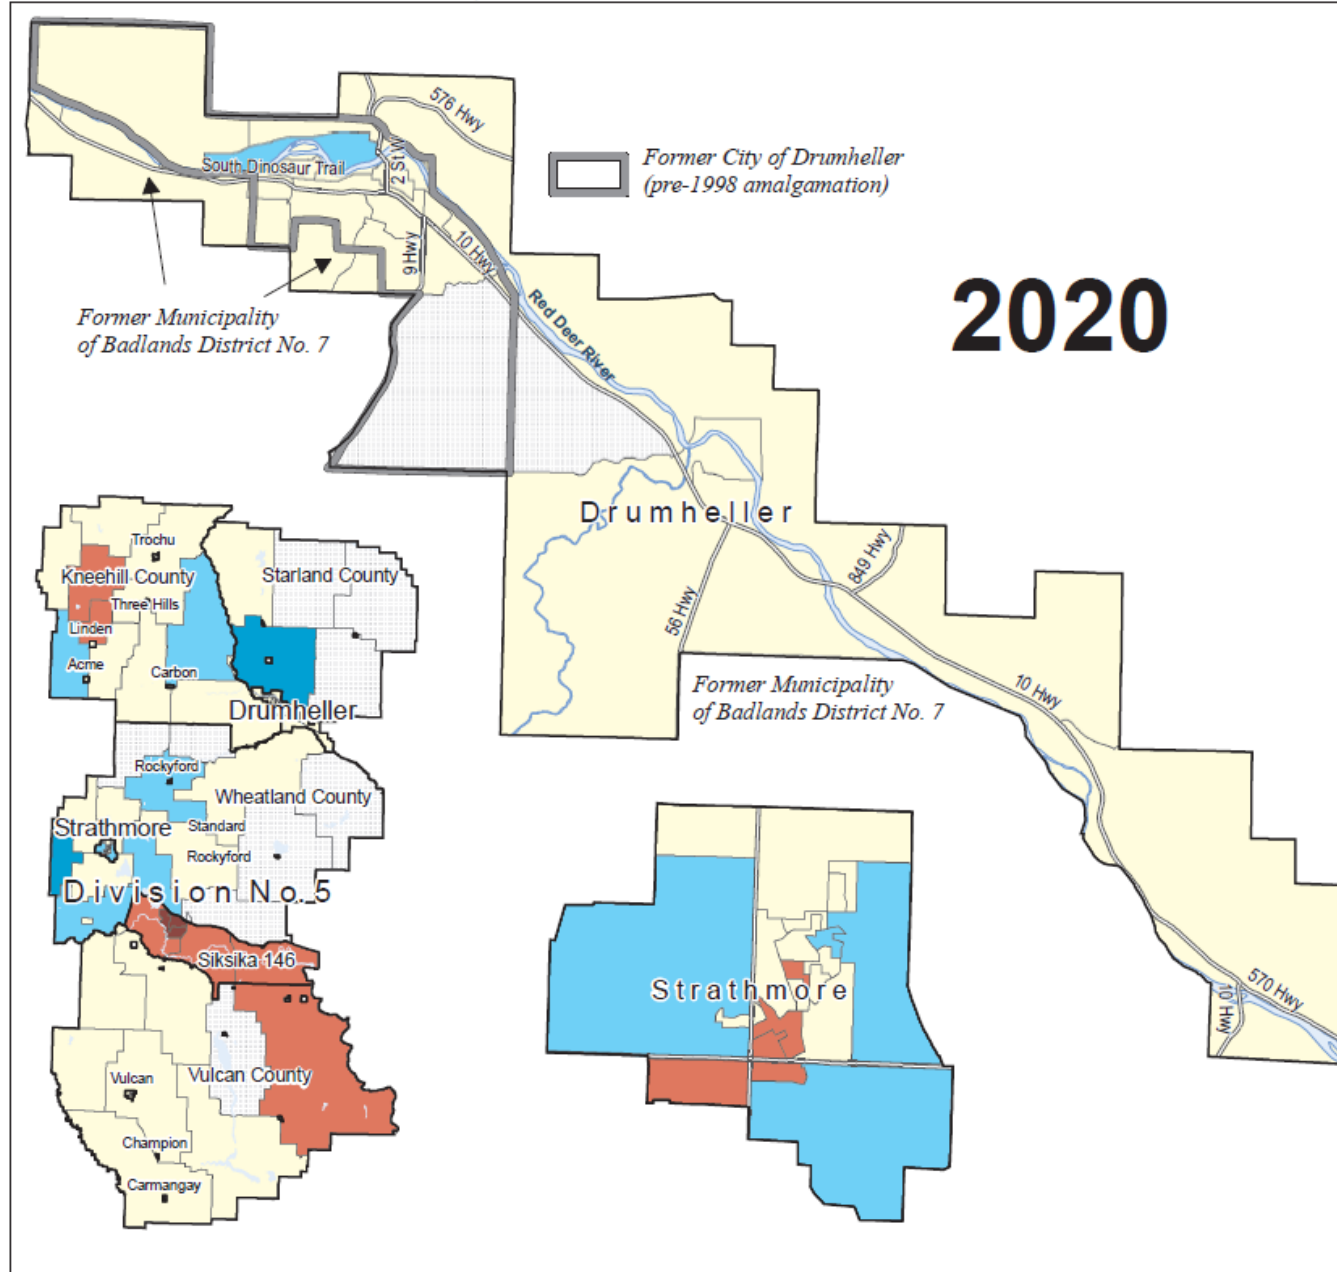 576 Hwy
Former City of Drumheller
(pre-1998 amalgamation)
South Dinosaur Trail
2 St W
9 Hwy
10 Hwy
2020
Former Municipality
of Badlands District No. 7
Red Deer River
Drumheller
849 Hwy
56 Hwy
Former Municipality
of Badlands District No. 7
10 Hwy
570 Hwy
10 Hwy
Trochu
Kneehill County
Starland County
Three Hills
Linden
Acme
Carbon
Drumheller
Rockyford
Wheatland County
Strathmore
Standard
Rockyford
Division No. 5
Siksika 146
Vulcan County
Vulcan
Champion
Carmangay
Strathmore